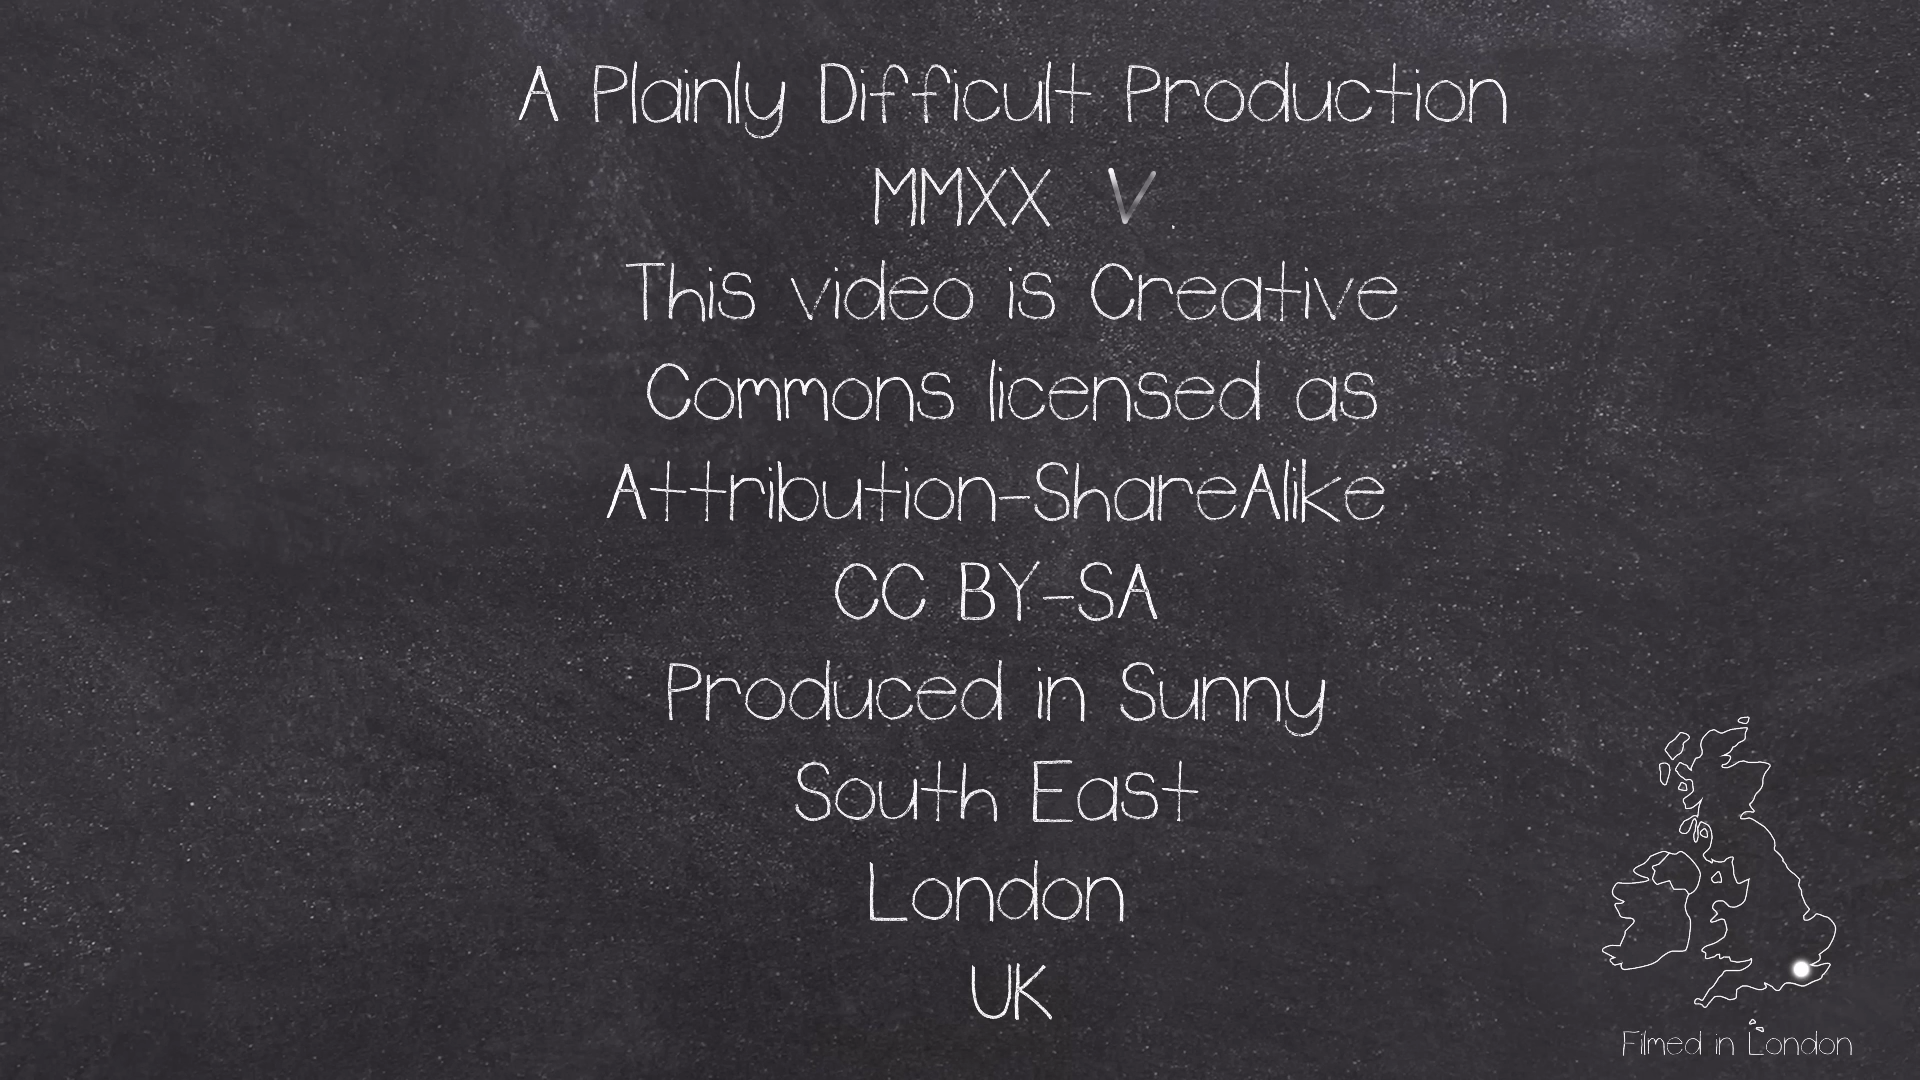 A Plainly Difficult Production
MMXX V
This video is Creative
Commons licensed as
Attribution-ShareAlike
CC BY-SA
Produced in Sunny
South East
London
UK
Filmed in London